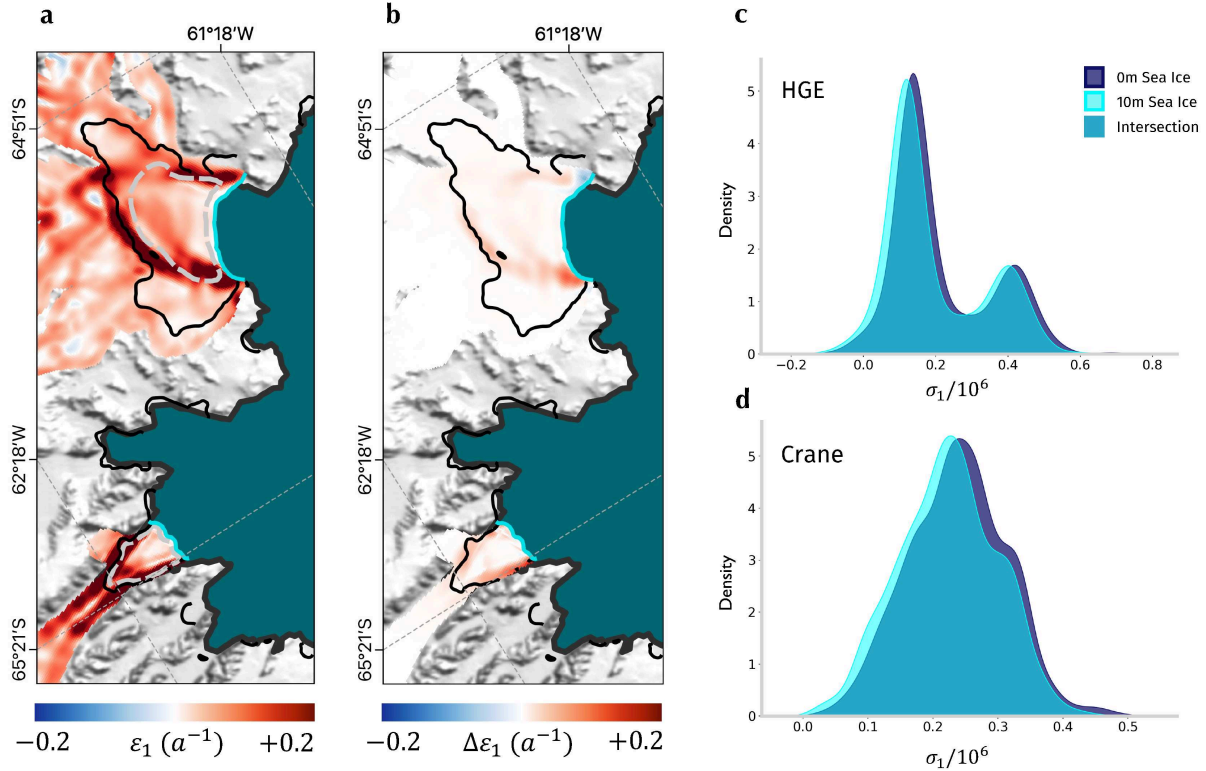 a
61°18′W
64°51′S
62°18′W
65°21′S
−0.2 ε₁ (a⁻¹) +0.2
b
61°18′W
64°51′S
62°18′W
65°21′S
−0.2 Δε₁ (a⁻¹) +0.2
c
HGE
0m Sea Ice
10m Sea Ice
Intersection
Density
5
4
3
2
1
0
−0.2 0.0 0.2 0.4 0.6 0.8
σ₁/10⁶
d
Crane
Density
5
4
3
2
1
0
0.0 0.1 0.2 0.3 0.4 0.5
σ₁/10⁶